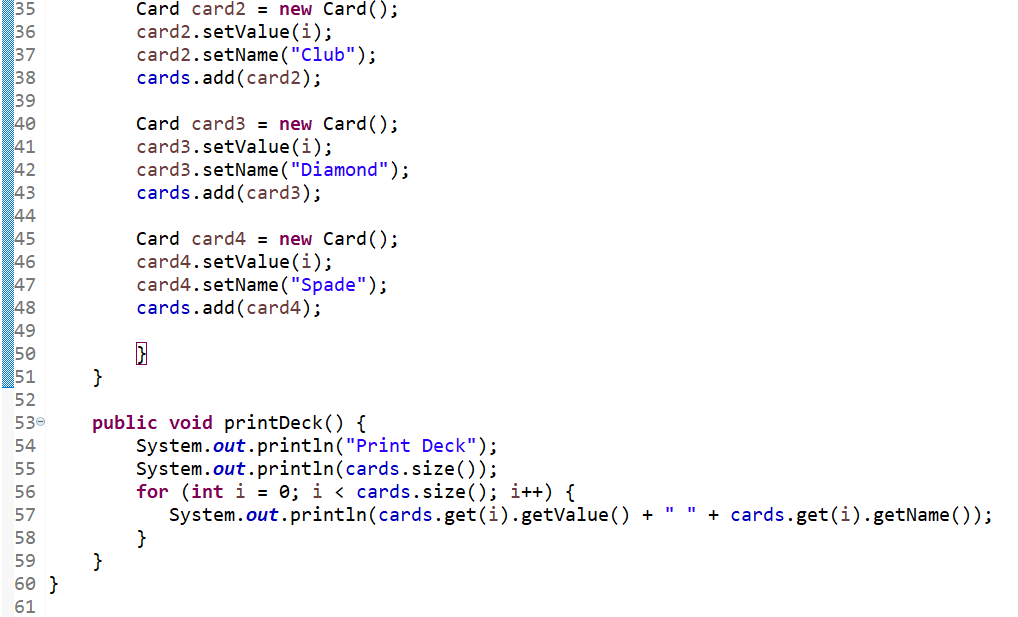 35 Card card2 = new Card();
36 card2.setValue(i);
37 card2.setName("Club");
38 cards.add(card2);
39
40 Card card3 = new Card();
41 card3.setValue(i);
42 card3.setName("Diamond");
43 cards.add(card3);
44
45 Card card4 = new Card();
46 card4.setValue(i);
47 card4.setName("Spade");
48 cards.add(card4);
49
50 }
51 }
52
53 public void printDeck() {
54 System.out.println("Print Deck");
55 System.out.println(cards.size());
56 for (int i = 0; i < cards.size(); i++) {
57 System.out.println(cards.get(i).getValue() + " " + cards.get(i).getName());
58 }
59 }
60 }
61